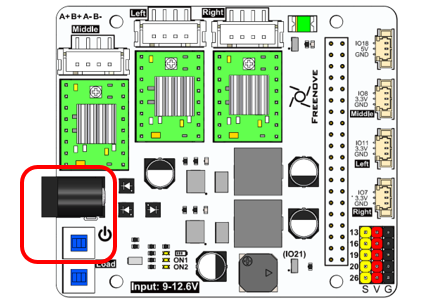 A+ B+ A- B-
Middle
Left
Right
FREENOVE
IO16
5V
GND
IO8
3.3V
GND
Middle
IO11
3.3V
GND
Left
IO7
3.3V
GND
Right
Load
ON1
ON2
(IO21)
Input: 9-12.6V
13
16
19
20
26
S V G